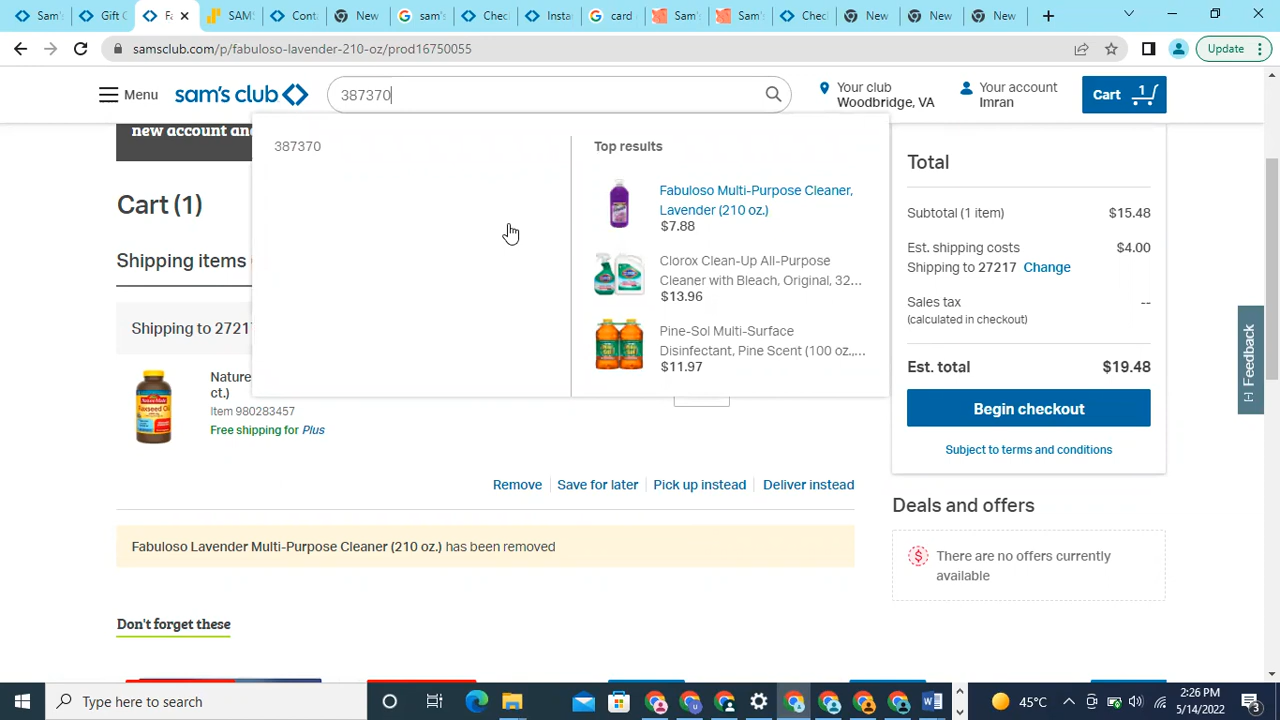 Sam'
Gift C
Fa
SAM
Cont
New
sam's
Chec
Insta
card
Sam'
Sam'
Chec
New
New
New
samsclub.com/p/fabuloso-lavender-210-oz/prod16750055
Update
Menu
sam's club
387370
Your club
Woodbridge, VA
Your account
Imran
Cart
1
new account and
387370
Top results
Fabuloso Multi-Purpose Cleaner,
Lavender (210 oz.)
$7.88
Clorox Clean-Up All-Purpose
Cleaner with Bleach, Original, 32...
$13.96
Pine-Sol Multi-Surface
Disinfectant, Pine Scent (100 oz.,...
$11.97
Cart (1)
Shipping items
Shipping to 2721
Nature
ct.)
Item 980283457
Free shipping for Plus
Remove
Save for later
Pick up instead
Deliver instead
Fabuloso Lavender Multi-Purpose Cleaner (210 oz.) has been removed
Don't forget these
Total
Subtotal (1 item) $15.48
Est. shipping costs $4.00
Shipping to 27217 Change
Sales tax --
(calculated in checkout)
Est. total $19.48
Begin checkout
Subject to terms and conditions
Deals and offers
There are no offers currently
available
[-] Feedback
Type here to search
45°C
2:26 PM
5/14/2022
3